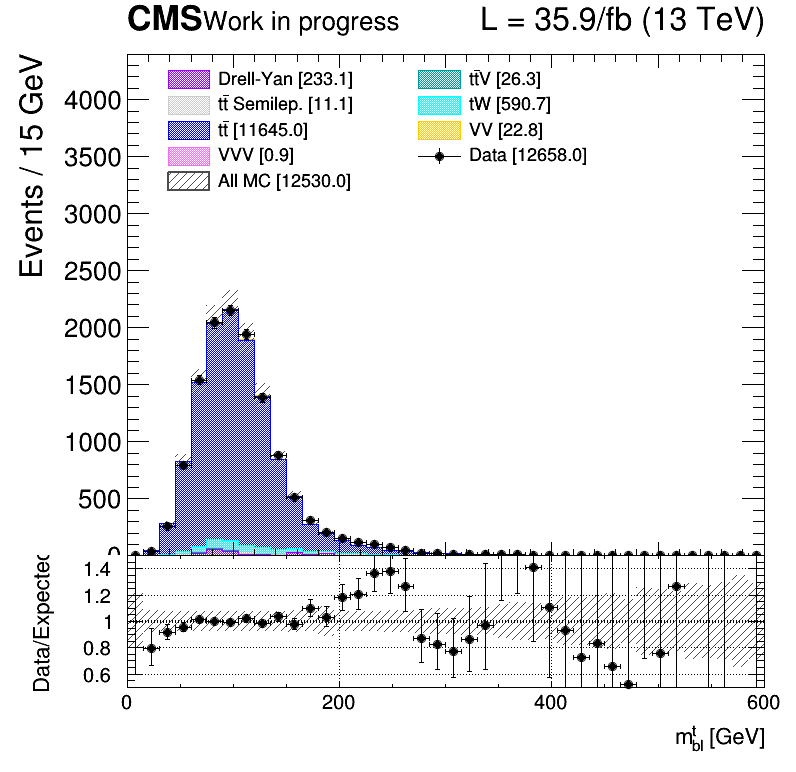 CMS Work in progress L = 35.9/fb (13 TeV)
Events / 15 GeV
4000
3500
3000
2500
2000
1500
1000
500
0
Drell-Yan [233.1]
tt̄ Semilep. [11.1]
tt̄ [11645.0]
VVV [0.9]
All MC [12530.0]
tt̄V [26.3]
tW [590.7]
VV [22.8]
Data [12658.0]
Data/Expected
1.4
1.2
1
0.8
0.6
0 200 400 600
m^t_bl [GeV]